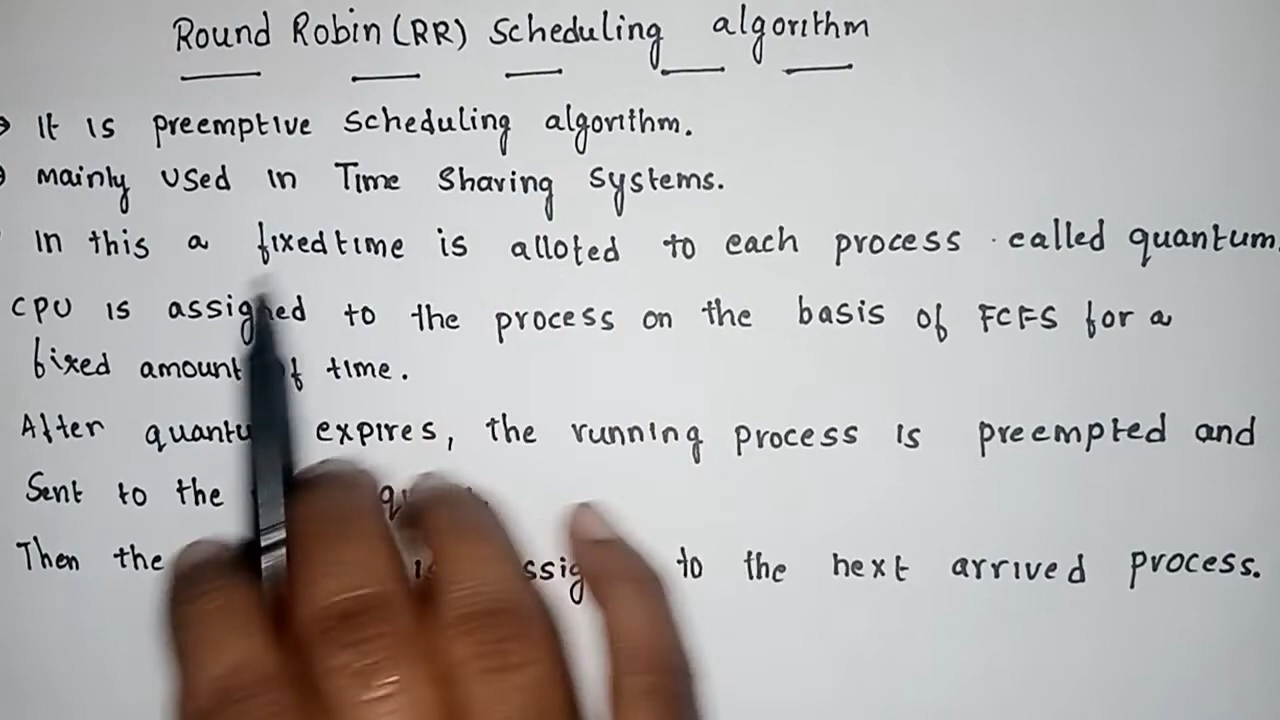 Round Robin (RR) Scheduling algorithm
It is preemptive scheduling algorithm.
mainly used in Time Sharing Systems.
In this a fixed time is alloted to each process called quantum.
CPU is assigned to the process on the basis of FCFS for a
fixed amount of time.
After expires, the running process is preempted and
Sent to the
Then the to the next arrived process.